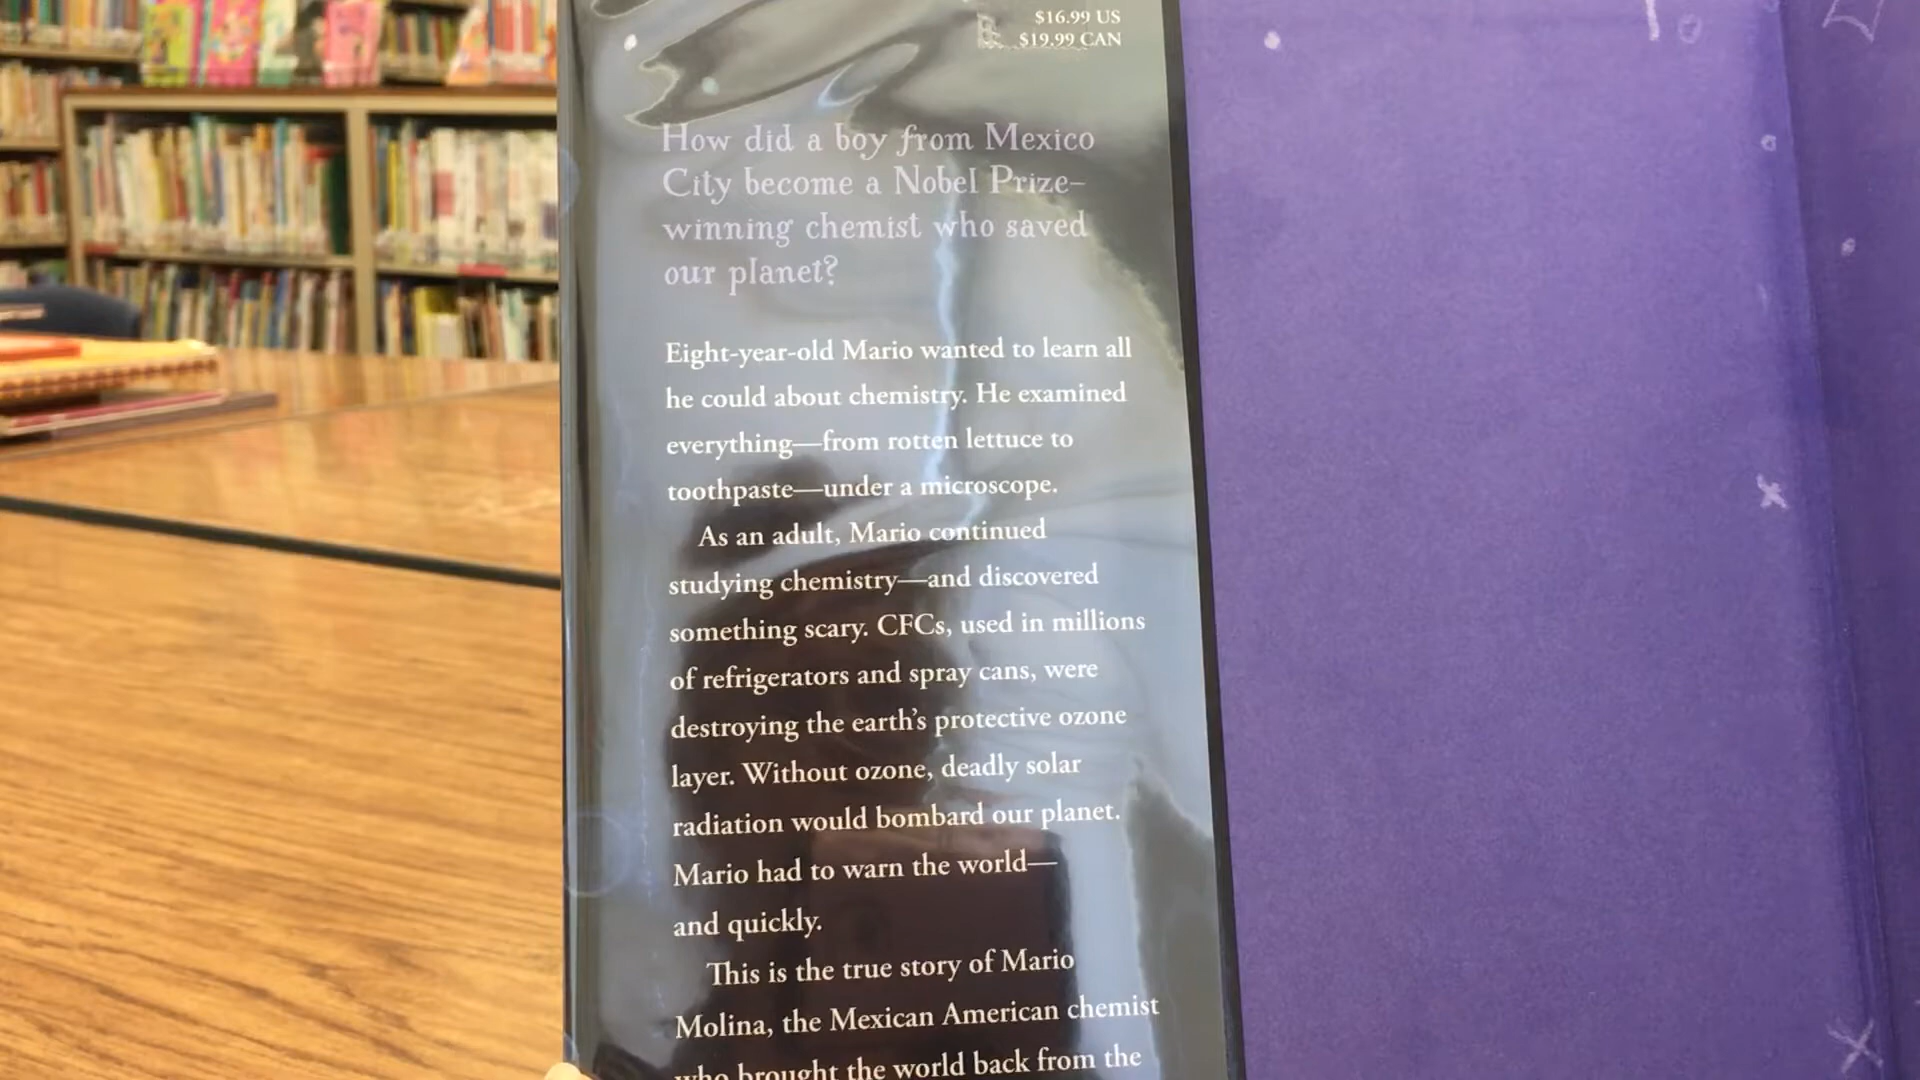 $16.99 US
$19.99 CAN
How did a boy from Mexico
City become a Nobel Prize–
winning chemist who saved
our planet?
Eight-year-old Mario wanted to learn all
he could about chemistry. He examined
everything—from rotten lettuce to
toothpaste—under a microscope.
As an adult, Mario continued
studying chemistry—and discovered
something scary. CFCs, used in millions
of refrigerators and spray cans, were
destroying the earth’s protective ozone
layer. Without ozone, deadly solar
radiation would bombard our planet.
Mario had to warn the world—
and quickly.
This is the true story of Mario
Molina, the Mexican American chemist
who brought the world back from the